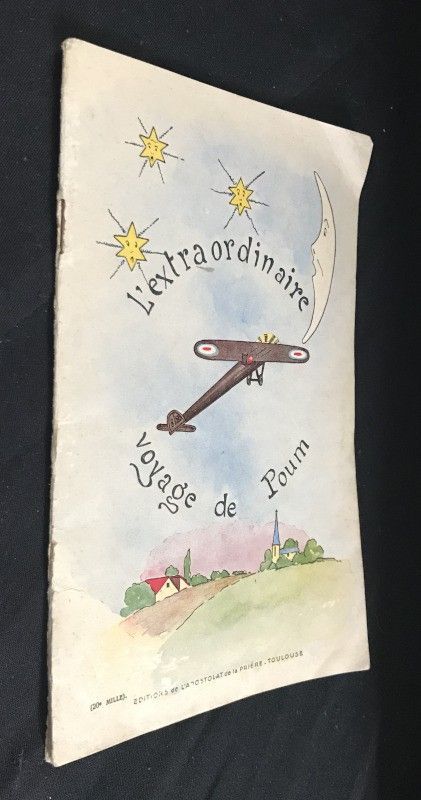 L'extraordinaire
voyage de Poum
(20e MILLE). EDITIONS de L'APOSTOLAT de la PRIÈRE - TOULOUSE